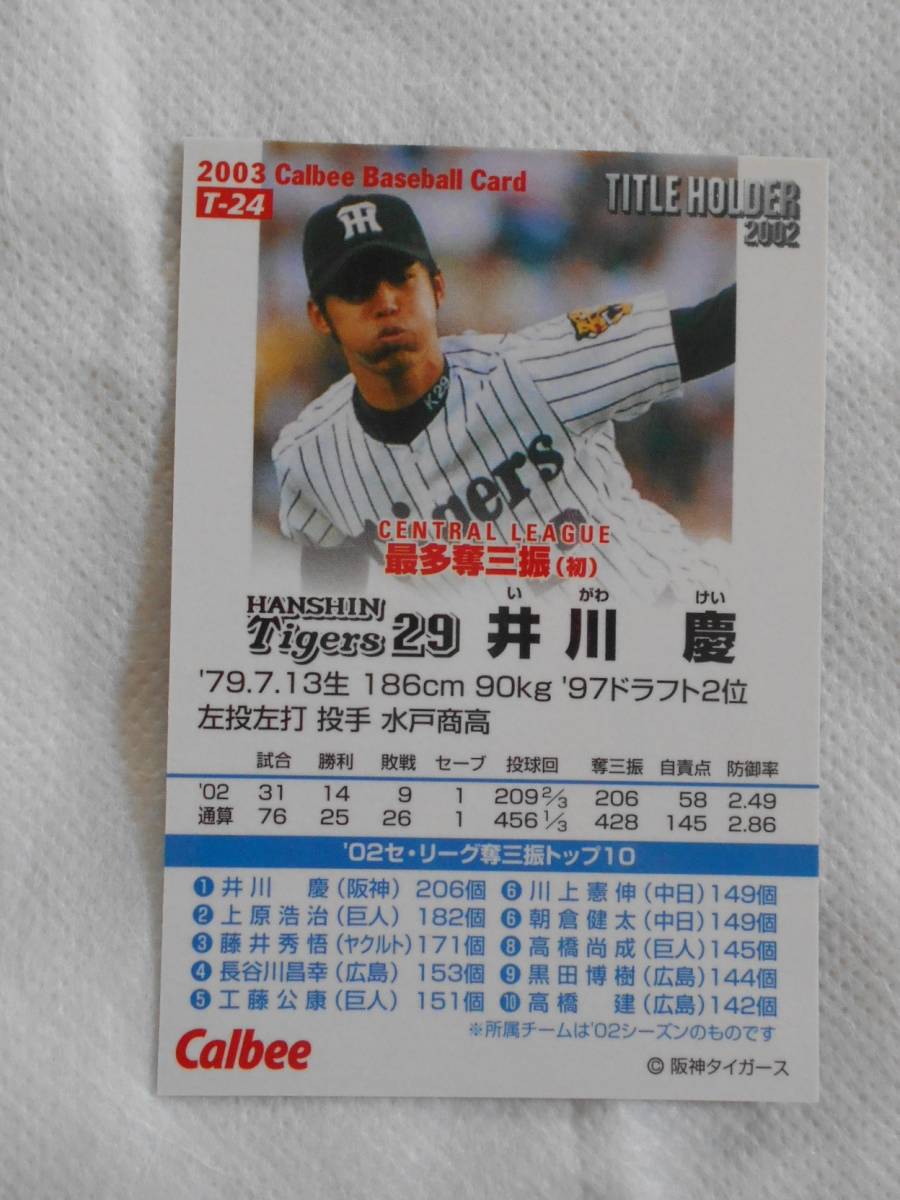 2003 Calbee Baseball Card
T-24
TITLE HOLDER
2002
K29
Tigers
CENTRAL LEAGUE
最多奪三振(初)
い がわ けい
HANSHIN
Tigers 29 井川 慶
'79.7.13生 186cm 90kg '97ドラフト2位
左投左打 投手 水戸商高
試合 勝利 敗戦 セーブ 投球回 奪三振 自責点 防御率
'02 31 14 9 1 209 2/3 206 58 2.49
通算 76 25 26 1 456 1/3 428 145 2.86
'02セ・リーグ奪三振トップ10
1 井川 慶(阪神) 206個
2 上原浩治(巨人) 182個
3 藤井秀悟(ヤクルト) 171個
4 長谷川昌幸(広島) 153個
5 工藤公康(巨人) 151個
6 川上憲伸(中日) 149個
6 朝倉健太(中日) 149個
8 高橋尚成(巨人) 145個
9 黒田博樹(広島) 144個
10 高橋 建(広島) 142個
※所属チームは'02シーズンのものです
Calbee
© 阪神タイガース